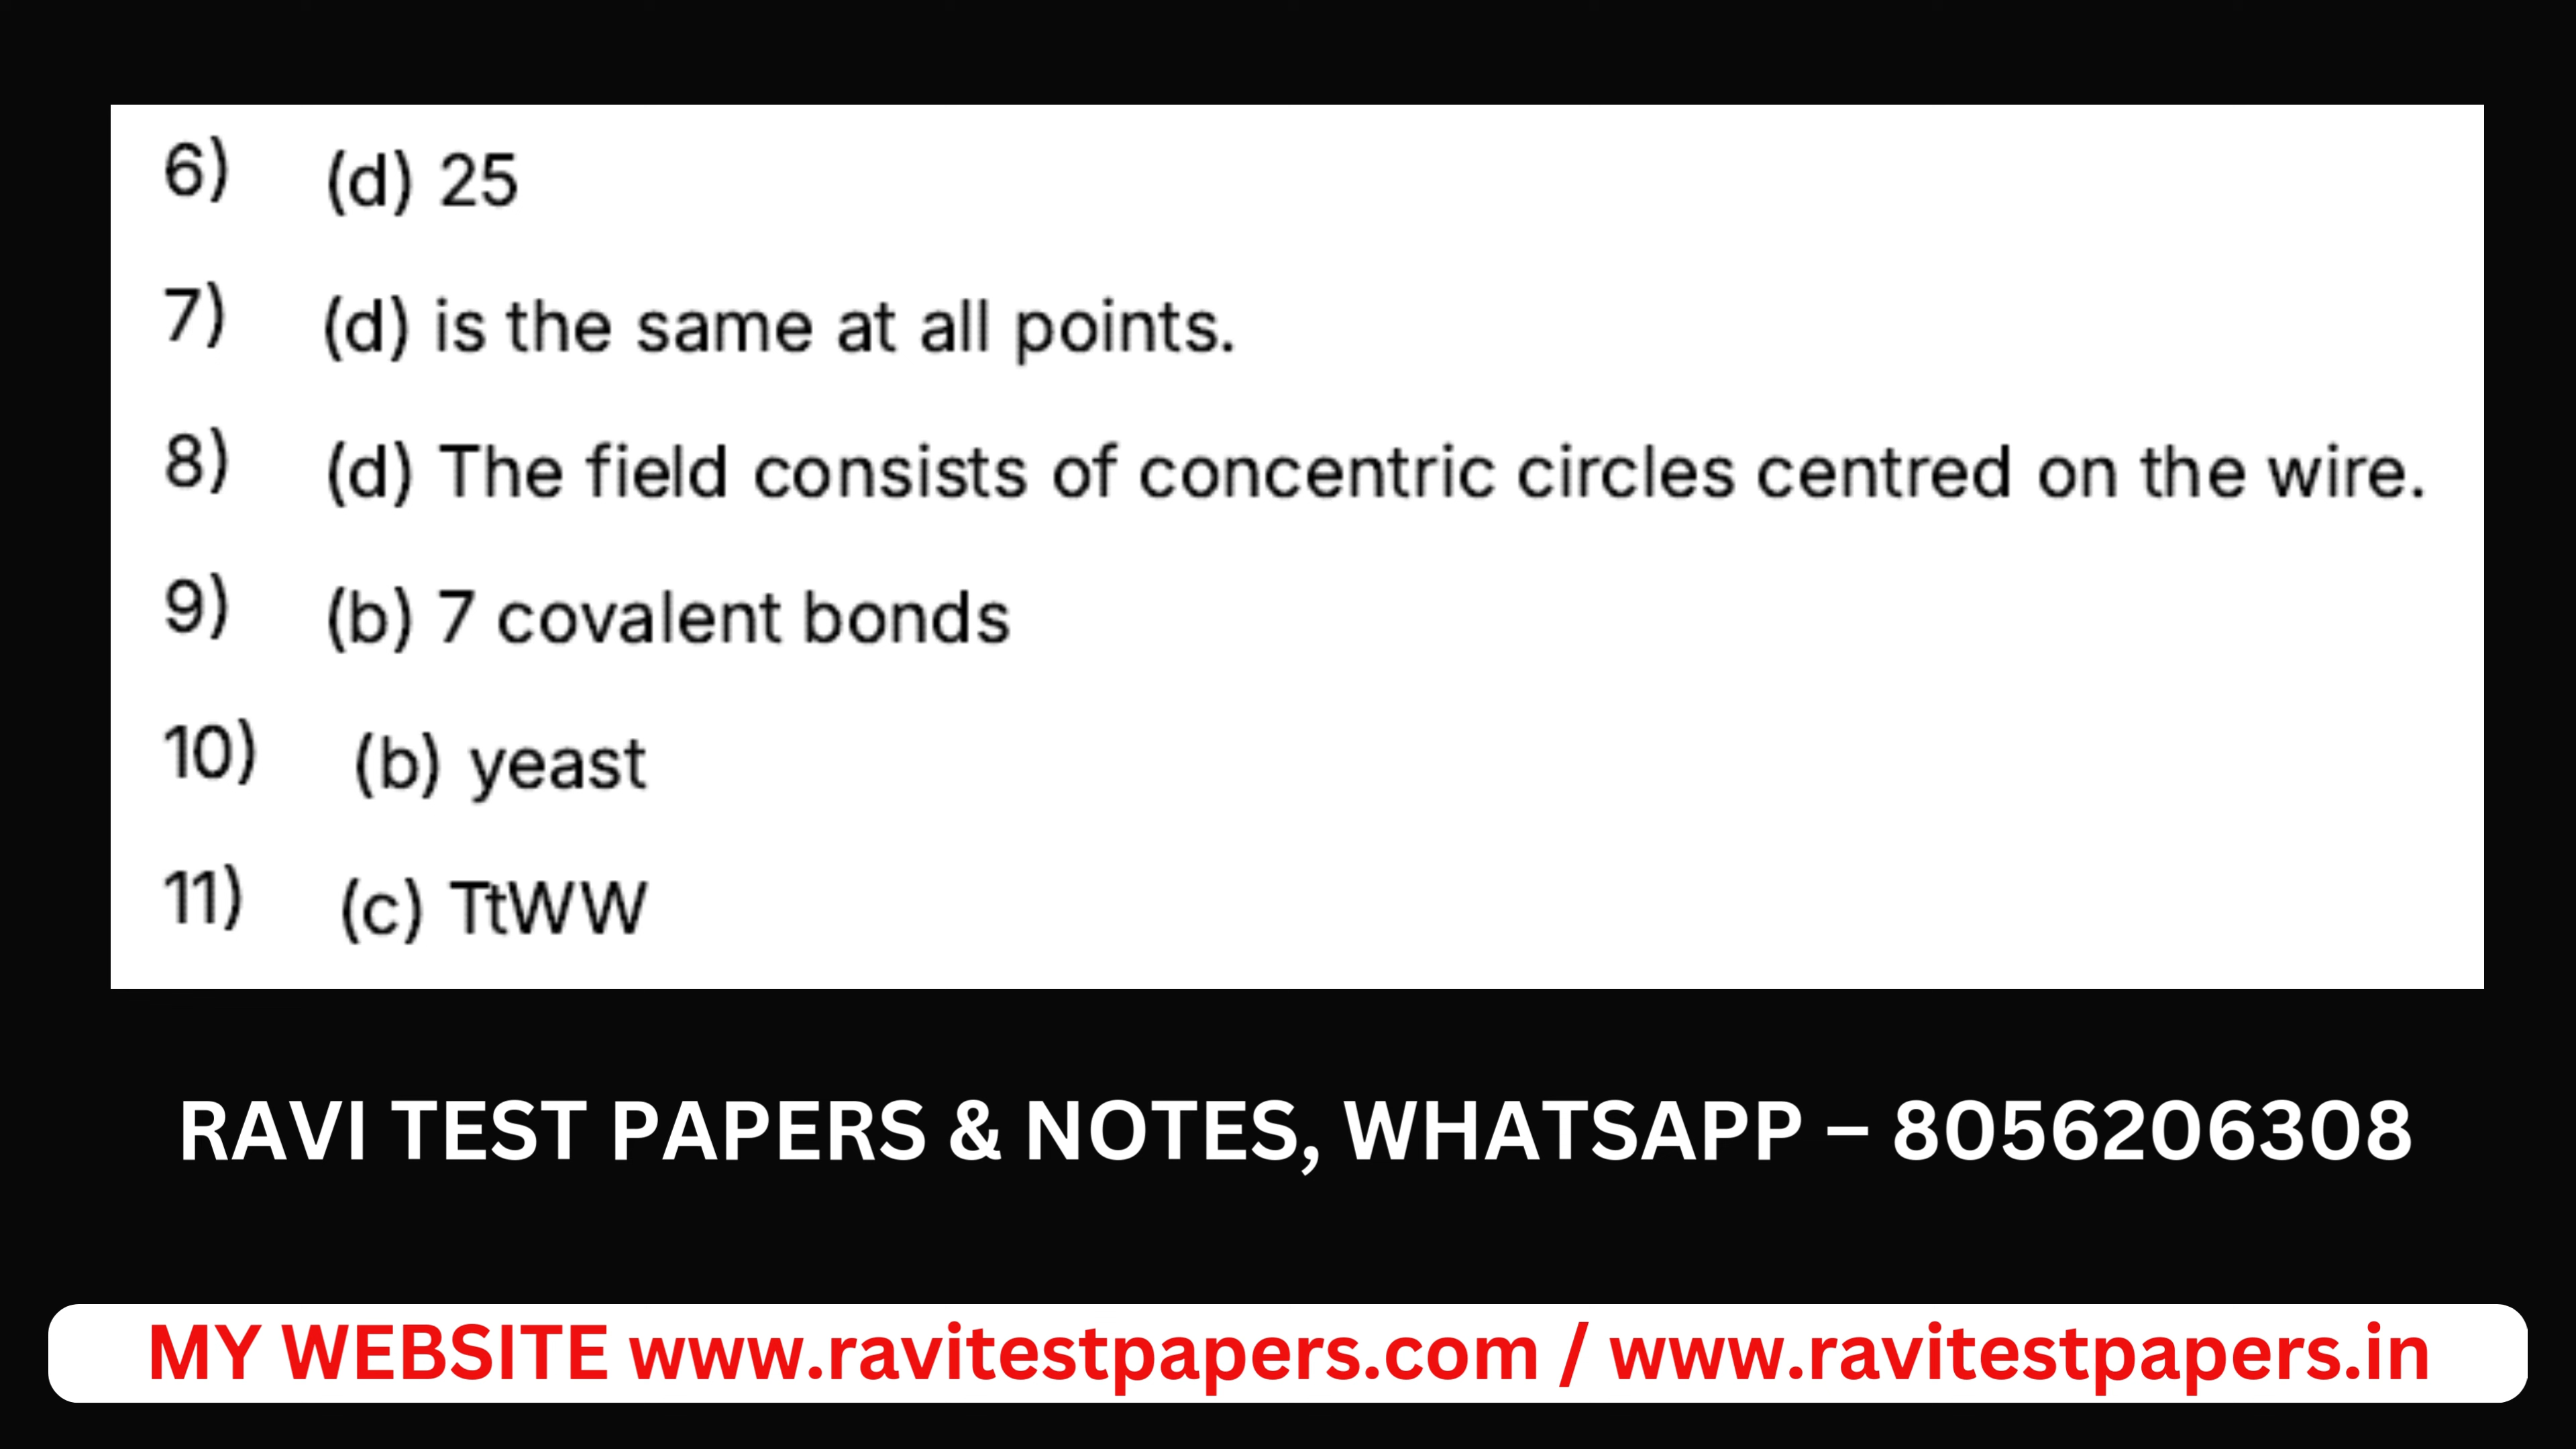 6) (d) 25
7) (d) is the same at all points.
8) (d) The field consists of concentric circles centred on the wire.
9) (b) 7 covalent bonds
10) (b) yeast
11) (c) TtWW
RAVI TEST PAPERS & NOTES, WHATSAPP – 8056206308
MY WEBSITE www.ravitestpapers.com / www.ravitestpapers.in